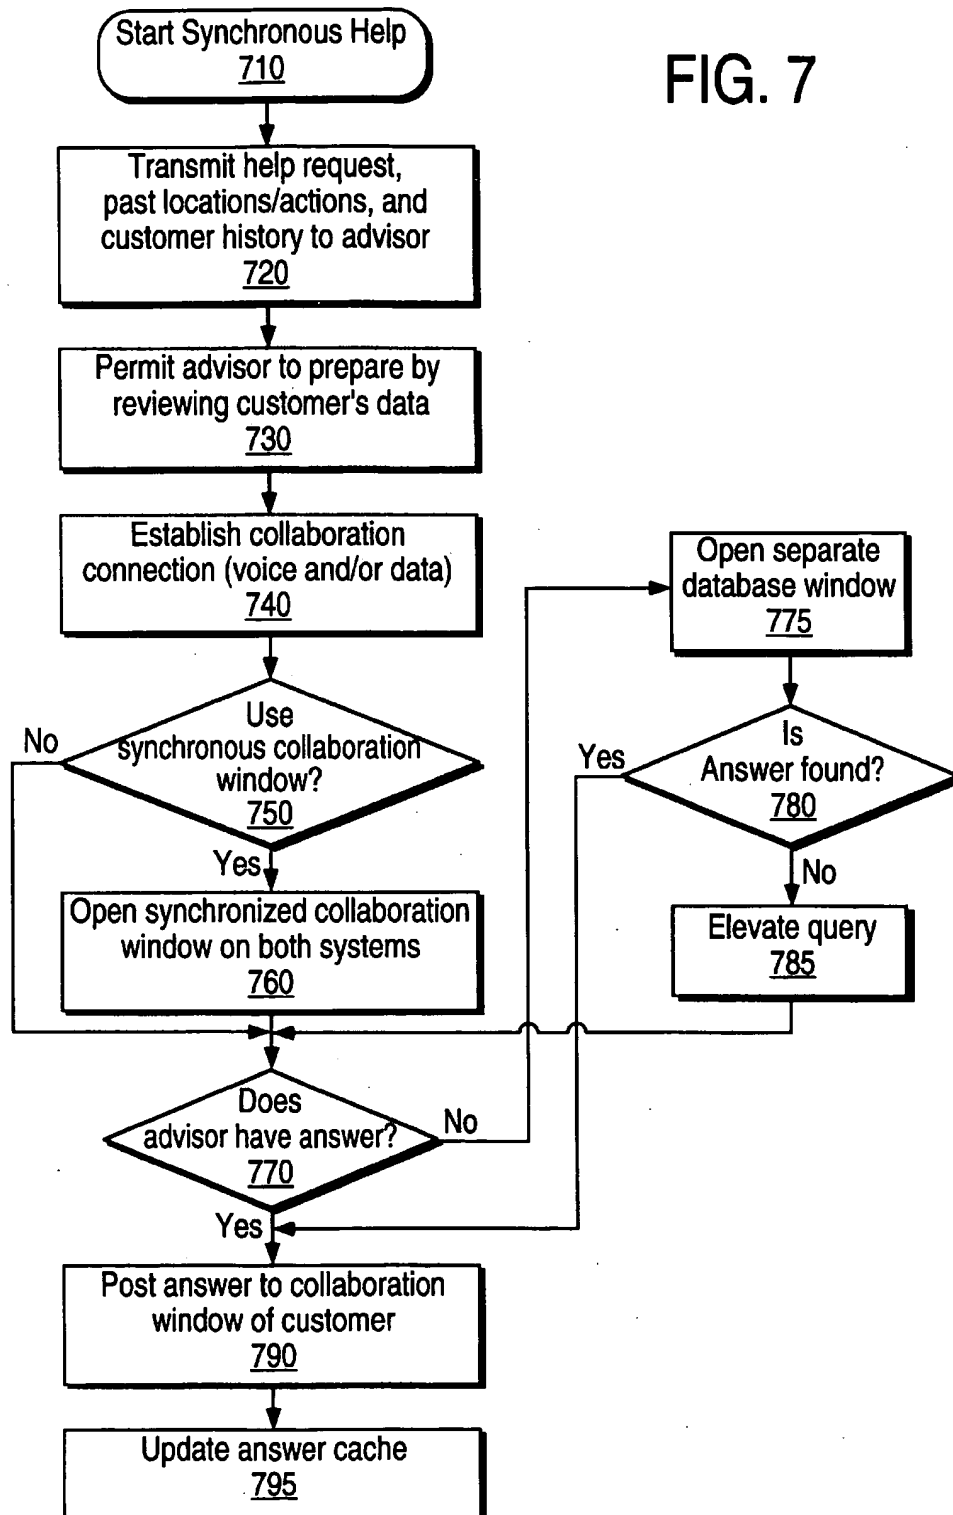 Start Synchronous Help
710
FIG. 7
Transmit help request,
past locations/actions, and
customer history to advisor
720
Permit advisor to prepare by
reviewing customer's data
730
Establish collaboration
connection (voice and/or data)
740
Open separate
database window
775
Use
synchronous collaboration
window?
750
No
Yes
Is
Answer found?
780
Yes
No
Open synchronized collaboration
window on both systems
760
Elevate query
785
Does
advisor have answer?
770
No
Yes
Post answer to collaboration
window of customer
790
Update answer cache
795